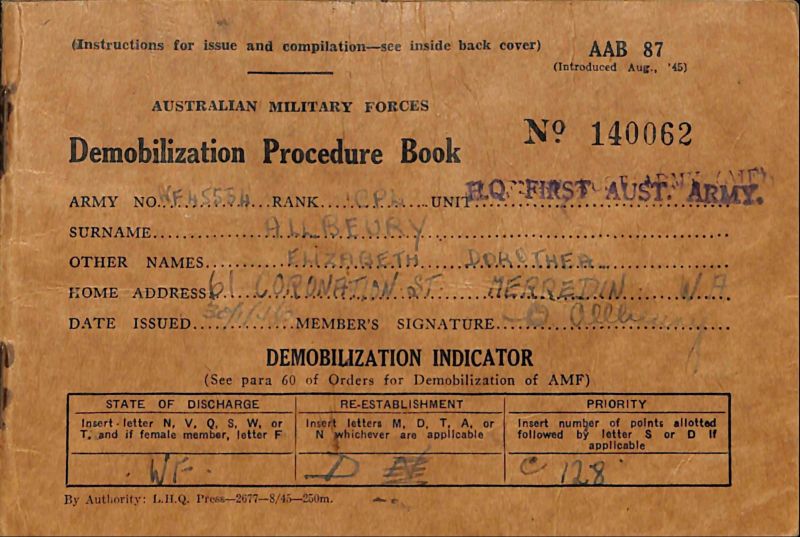 (Instructions for issue and compilation—see inside back cover) AAB 87
(Introduced Aug., '45)
AUSTRALIAN MILITARY FORCES
Nº 140062
Demobilization Procedure Book
ARMY NO. WF45534 RANK CPL UNIT H.Q. FIRST AUST. ARMY.
SURNAME ALLBEURY
OTHER NAMES ELIZABETH DOROTHEA
HOME ADDRESS 61 CORONATION ST MERREDIN WA
DATE ISSUED MEMBER'S SIGNATURE Allbeury
DEMOBILIZATION INDICATOR
(See para 60 of Orders for Demobilization of AMF)
STATE OF DISCHARGE RE-ESTABLISHMENT PRIORITY
Insert letter N, V, Q, S, W, or Insert letters M, D, T, A, or Insert number of points allotted
T, and if female member, letter F N whichever are applicable followed by letter S or D if
applicable
WF D C 128
By Authority: L.H.Q. Press—2677—8/45—250m.